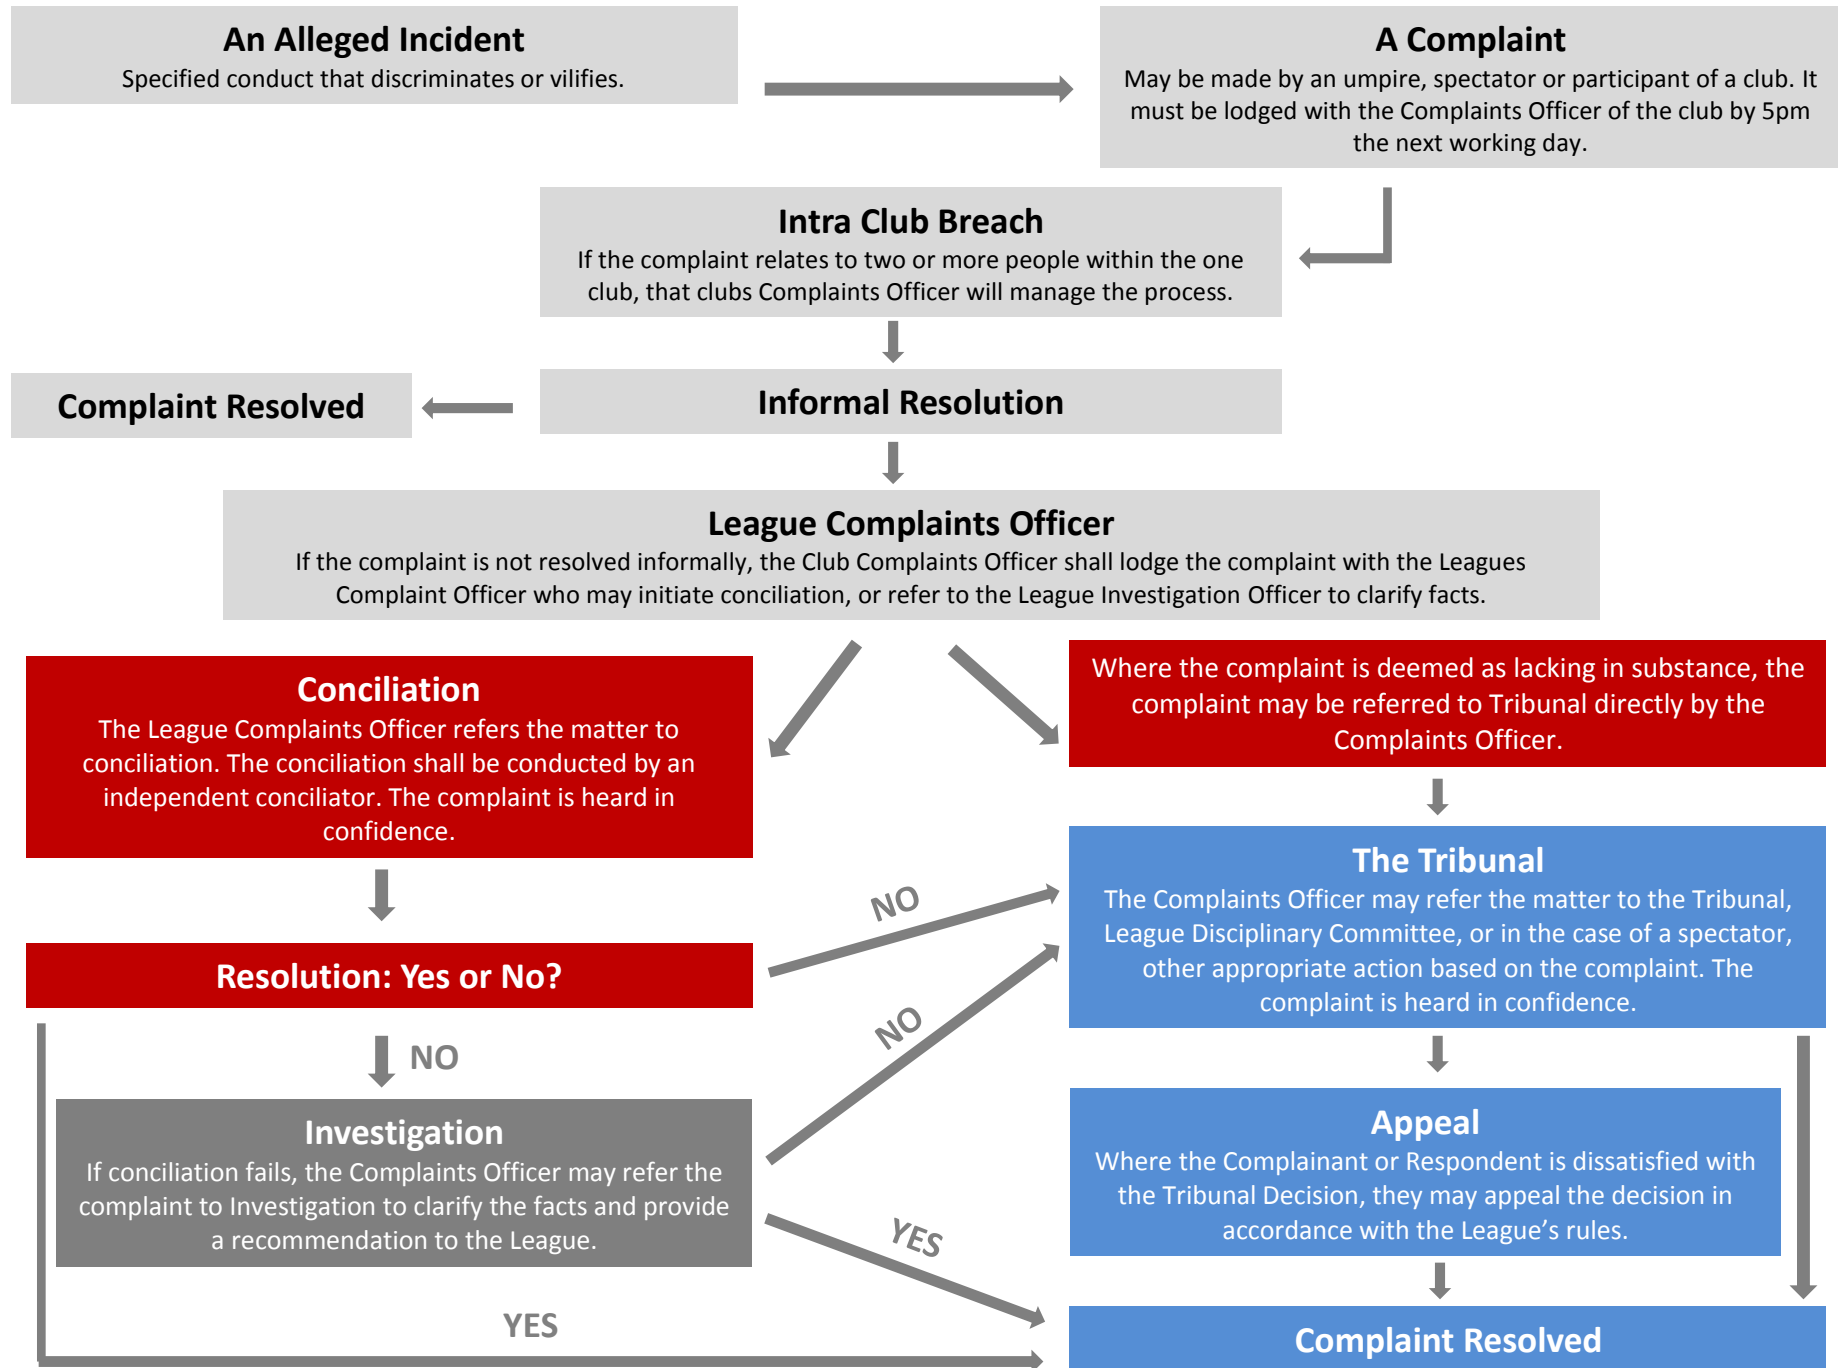 An Alleged Incident
Specified conduct that discriminates or vilifies.
A Complaint
May be made by an umpire, spectator or participant of a club. It
must be lodged with the Complaints Officer of the club by 5pm
the next working day.
Intra Club Breach
If the complaint relates to two or more people within the one
club, that clubs Complaints Officer will manage the process.
Complaint Resolved
Informal Resolution
League Complaints Officer
If the complaint is not resolved informally, the Club Complaints Officer shall lodge the complaint with the Leagues
Complaint Officer who may initiate conciliation, or refer to the League Investigation Officer to clarify facts.
Conciliation
The League Complaints Officer refers the matter to
conciliation. The conciliation shall be conducted by an
independent conciliator. The complaint is heard in
confidence.
Where the complaint is deemed as lacking in substance, the
complaint may be referred to Tribunal directly by the
Complaints Officer.
Resolution: Yes or No?
NO
The Tribunal
The Complaints Officer may refer the matter to the Tribunal,
League Disciplinary Committee, or in the case of a spectator,
other appropriate action based on the complaint. The
complaint is heard in confidence.
NO
NO
Investigation
If conciliation fails, the Complaints Officer may refer the
complaint to Investigation to clarify the facts and provide
a recommendation to the League.
Appeal
Where the Complainant or Respondent is dissatisfied with
the Tribunal Decision, they may appeal the decision in
accordance with the League’s rules.
YES
YES
Complaint Resolved